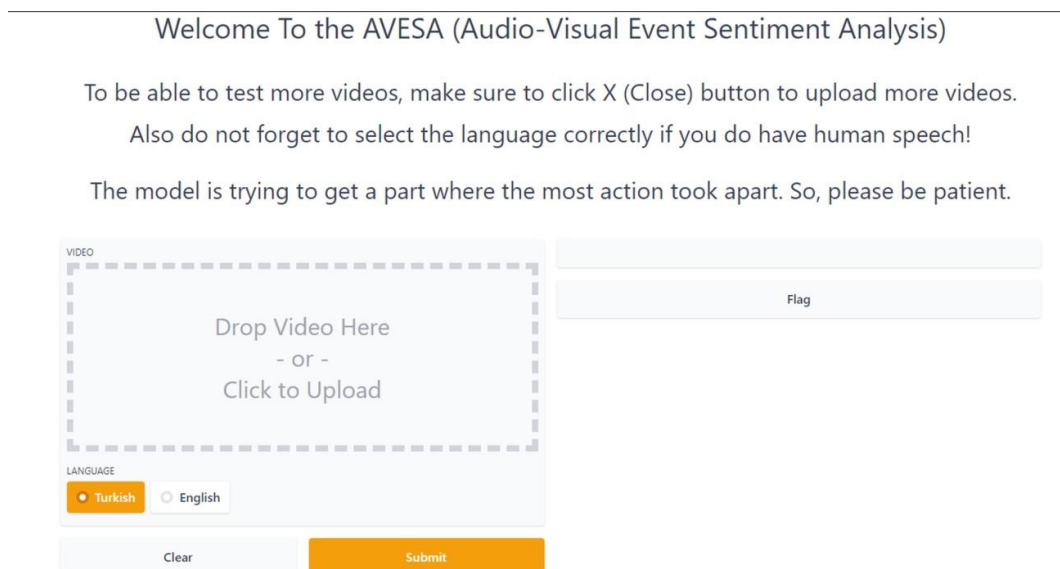 Welcome To the AVESA (Audio-Visual Event Sentiment Analysis)
To be able to test more videos, make sure to click X (Close) button to upload more videos.
Also do not forget to select the language correctly if you do have human speech!
The model is trying to get a part where the most action took apart. So, please be patient.
VIDEO
Drop Video Here
- or -
Click to Upload
LANGUAGE
Turkish
English
Clear
Submit
Flag